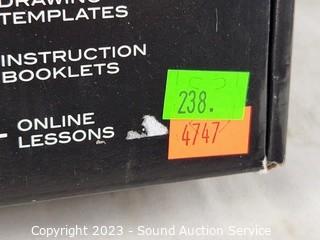 DRAWING
TEMPLATES
INSTRUCTION
BOOKLETS
ONLINE
LESSONS
238.
4747
Copyright 2023 - Sound Auction Service